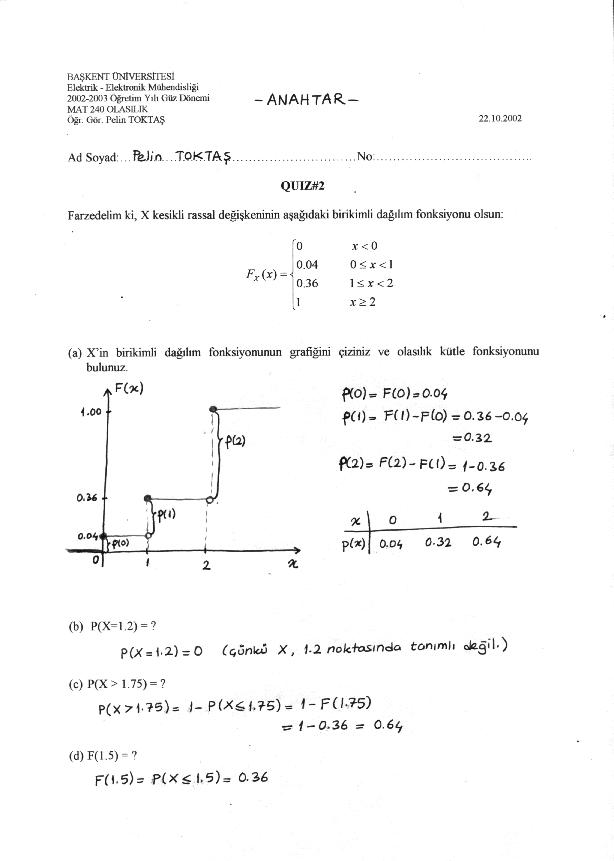 BAŞKENT ÜNİVERSİTESİ
Elektrik - Elektronik Mühendisliği
2002-2003 Öğretim Yılı Güz Dönemi
MAT 240 OLASILIK
Öğr. Gör. Pelin TOKTAŞ
- ANAHTAR -
22.10.2002
Ad Soyad:...Pelin....TOKTAŞ..............................No:.......................................
QUIZ#2
Farzedelim ki, X kesikli rassal değişkeninin aşağıdaki birikimli dağılım fonksiyonu olsun:
0 x < 0
0.04 0 ≤ x < 1
F_X (x) = {
0.36 1 ≤ x < 2
1 x ≥ 2
(a) X'in birikimli dağılım fonksiyonunun grafiğini çiziniz ve olasılık kütle fonksiyonunu
bulunuz.
F(x)
1.00
p(2)
0.36
p(1)
0.04
p(0)
0 1 2 x
p(0) = F(0) = 0.04
p(1) = F(1) - F(0) = 0.36 - 0.04
= 0.32
p(2) = F(2) - F(1) = 1 - 0.36
= 0.64
x | 0 1 2
p(x) | 0.04 0.32 0.64
(b) P(X=1.2) = ?
P(X = 1.2) = 0 (çünkü X, 1.2 noktasında tanımlı değil.)
(c) P(X > 1.75) = ?
P(X > 1.75) = 1 - P(X ≤ 1.75) = 1 - F(1.75)
= 1 - 0.36 = 0.64
(d) F(1.5) = ?
F(1.5) = P(X ≤ 1.5) = 0.36